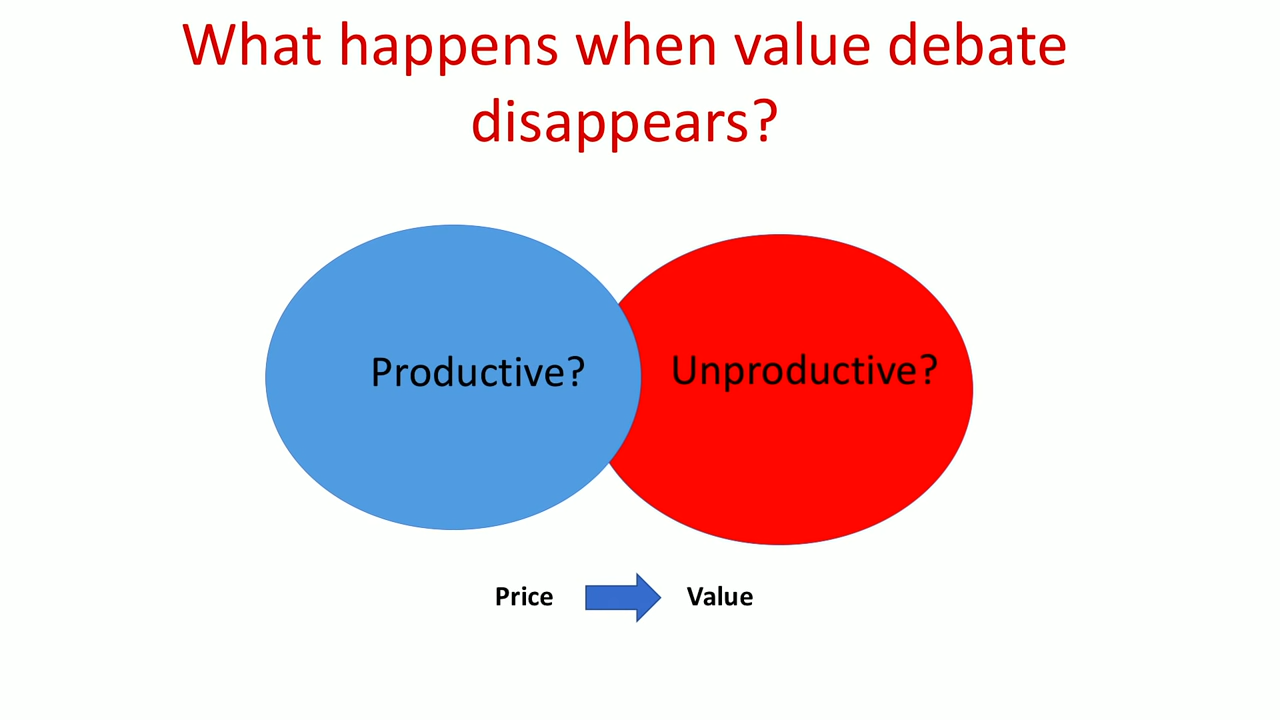 What happens when value debate
disappears?
Productive?
Unproductive?
Price
Value